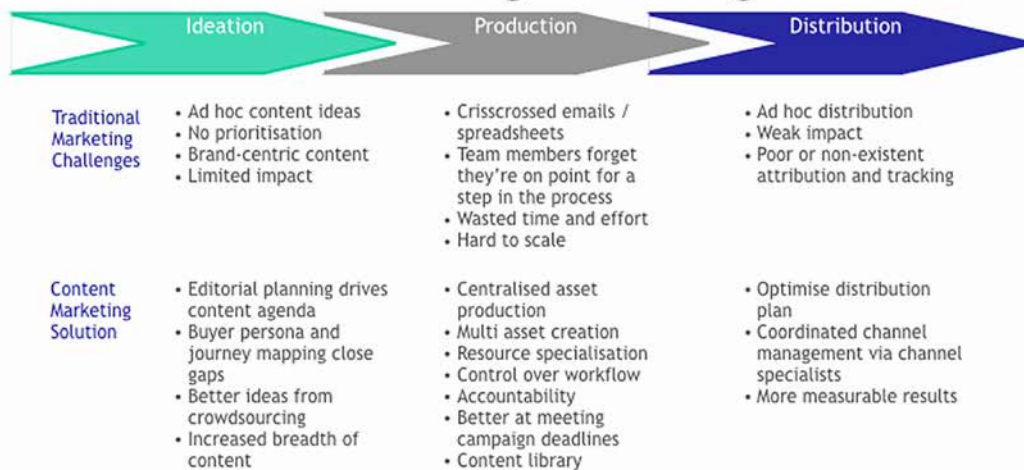 Ideation
Production
Distribution
Traditional
Marketing
Challenges
• Ad hoc content ideas
• No prioritisation
• Brand-centric content
• Limited impact
• Crisscrossed emails /
spreadsheets
• Team members forget
they're on point for a
step in the process
• Wasted time and effort
• Hard to scale
• Ad hoc distribution
• Weak impact
• Poor or non-existent
attribution and tracking
Content
Marketing
Solution
• Editorial planning drives
content agenda
• Buyer persona and
journey mapping close
gaps
• Better ideas from
crowdsourcing
• Increased breadth of
content
• Centralised asset
production
• Multi asset creation
• Resource specialisation
• Control over workflow
• Accountability
• Better at meeting
campaign deadlines
• Content library
• Optimise distribution
plan
• Coordinated channel
management via channel
specialists
• More measurable results